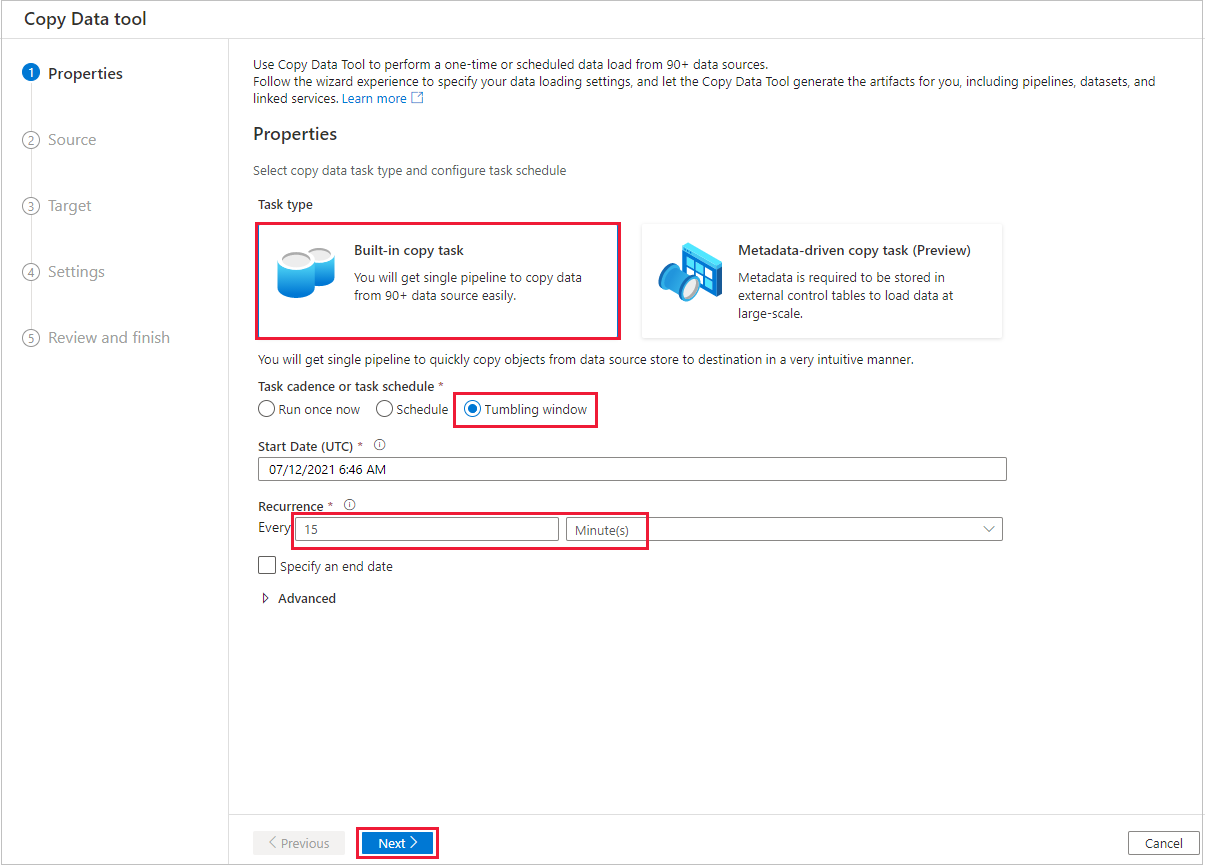 Copy Data tool
1 Properties
2 Source
3 Target
4 Settings
5 Review and finish
Use Copy Data Tool to perform a one-time or scheduled data load from 90+ data sources.
Follow the wizard experience to specify your data loading settings, and let the Copy Data Tool generate the artifacts for you, including pipelines, datasets, and
linked services. Learn more
Properties
Select copy data task type and configure task schedule
Task type
Built-in copy task
You will get single pipeline to copy data
from 90+ data source easily.
Metadata-driven copy task (Preview)
Metadata is required to be stored in
external control tables to load data at
large-scale.
You will get single pipeline to quickly copy objects from data source store to destination in a very intuitive manner.
Task cadence or task schedule *
Run once now Schedule Tumbling window
Start Date (UTC) *
07/12/2021 6:46 AM
Recurrence *
Every 15 Minute(s)
Specify an end date
Advanced
Previous Next Cancel